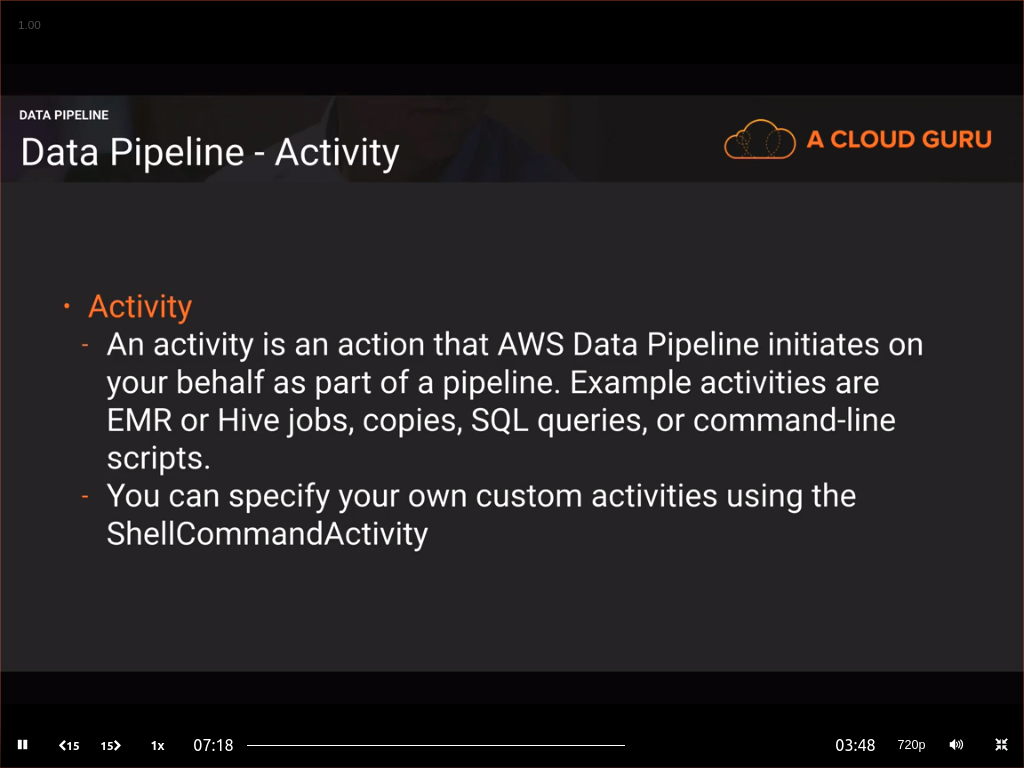 1.00
DATA PIPELINE
Data Pipeline - Activity
A CLOUD GURU
• Activity
- An activity is an action that AWS Data Pipeline initiates on
your behalf as part of a pipeline. Example activities are
EMR or Hive jobs, copies, SQL queries, or command-line
scripts.
- You can specify your own custom activities using the
ShellCommandActivity
15 15 1x 07:18 03:48 720p